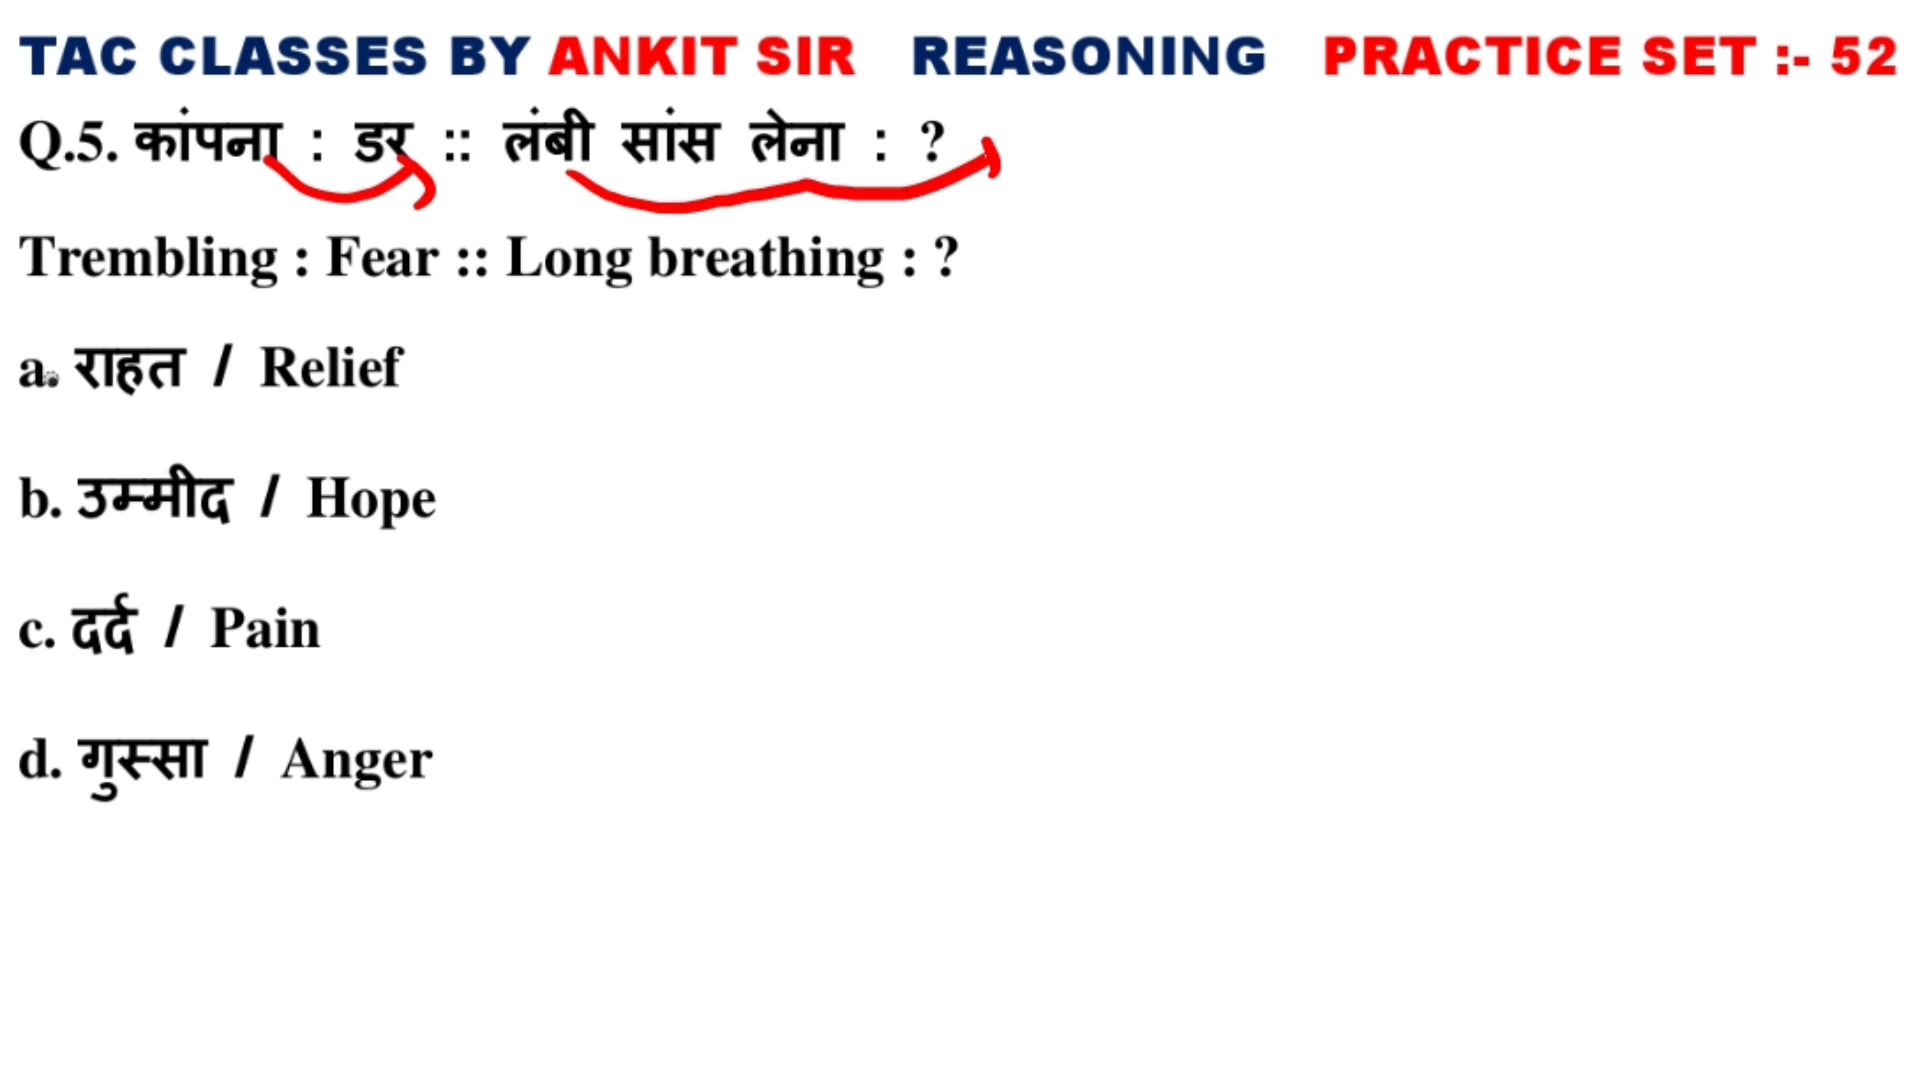 TAC CLASSES BY ANKIT SIR REASONING PRACTICE SET :- 52
Q.5. कांपना : डर :: लंबी सांस लेना : ?
Trembling : Fear :: Long breathing : ?
a. राहत / Relief
b. उम्मीद / Hope
c. दर्द / Pain
d. गुस्सा / Anger